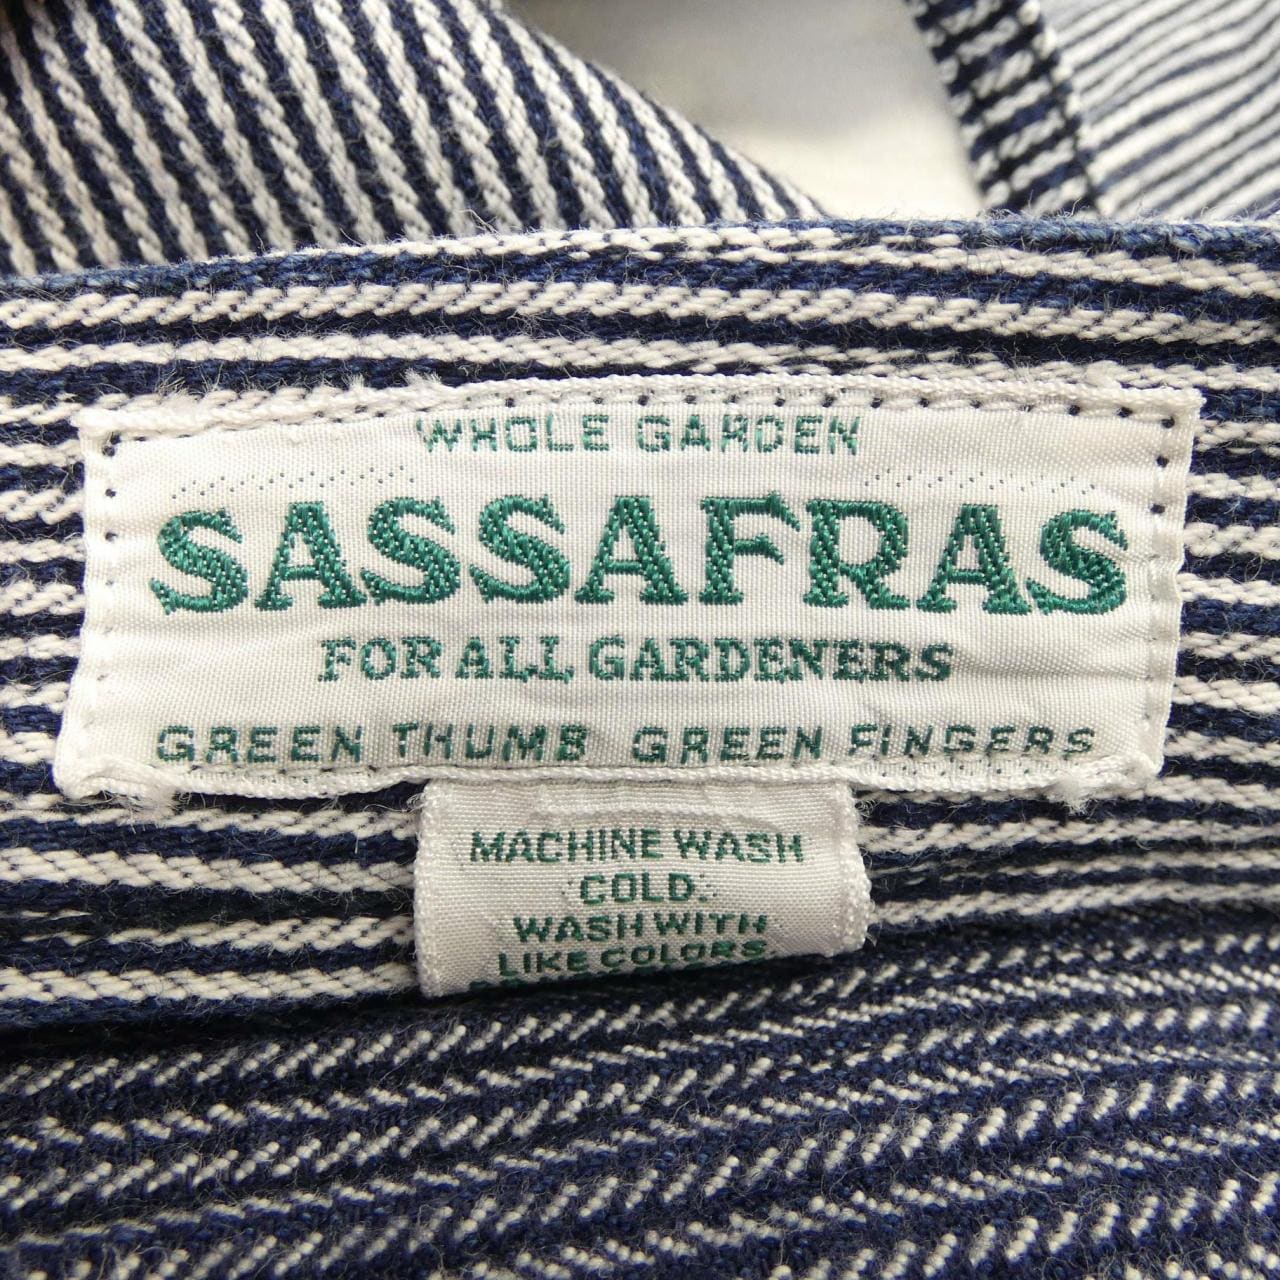 WHOLE GARDEN
SASSAFRAS
FOR ALL GARDENERS
GREEN THUMB GREEN FINGERS
MACHINE WASH
COLD.
WASH WITH
LIKE COLORS